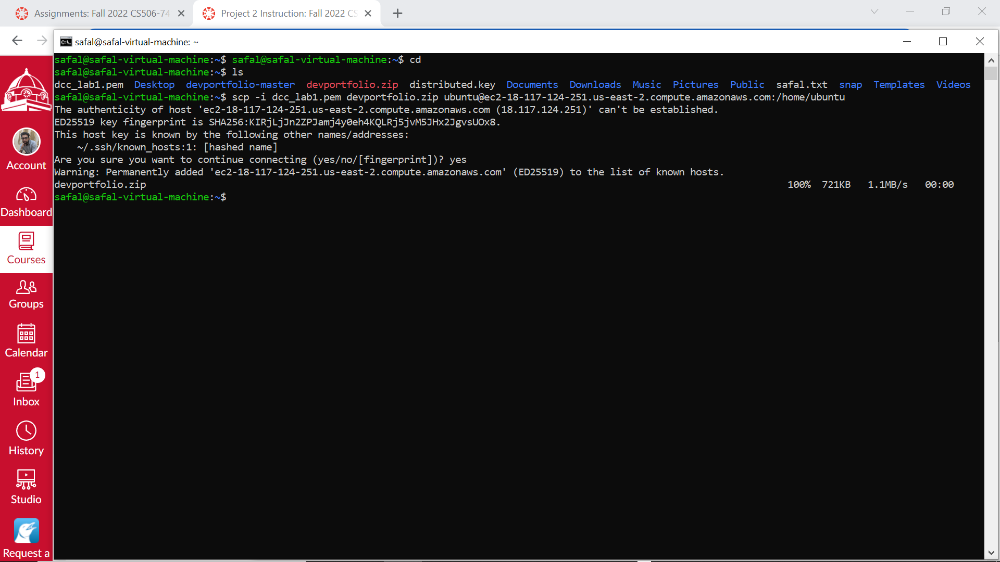 Assignments: Fall 2022 CS506-74
Project 2 Instruction: Fall 2022 CS
safal@safal-virtual-machine: ~
safal@safal-virtual-machine:~$ safal@safal-virtual-machine:~$ cd
safal@safal-virtual-machine:~$ ls
dcc_lab1.pem Desktop devportfolio-master devportfolio.zip distributed.key Documents Downloads Music Pictures Public safal.txt snap Templates Videos
safal@safal-virtual-machine:~$ scp -i dcc_lab1.pem devportfolio.zip ubuntu@ec2-18-117-124-251.us-east-2.compute.amazonaws.com:/home/ubuntu
The authenticity of host 'ec2-18-117-124-251.us-east-2.compute.amazonaws.com (18.117.124.251)' can't be established.
ED25519 key fingerprint is SHA256:KIRjLjJn2ZPJamj4y0eh4KQLRj5jvM5JHx2JgvsUOx8.
This host key is known by the following other names/addresses:
~/.ssh/known_hosts:1: [hashed name]
Are you sure you want to continue connecting (yes/no/[fingerprint])? yes
Warning: Permanently added 'ec2-18-117-124-251.us-east-2.compute.amazonaws.com' (ED25519) to the list of known hosts.
devportfolio.zip 100% 721KB 1.1MB/s 00:00
safal@safal-virtual-machine:~$
Account
Dashboard
Courses
Groups
Calendar
1
Inbox
History
Studio
Request a